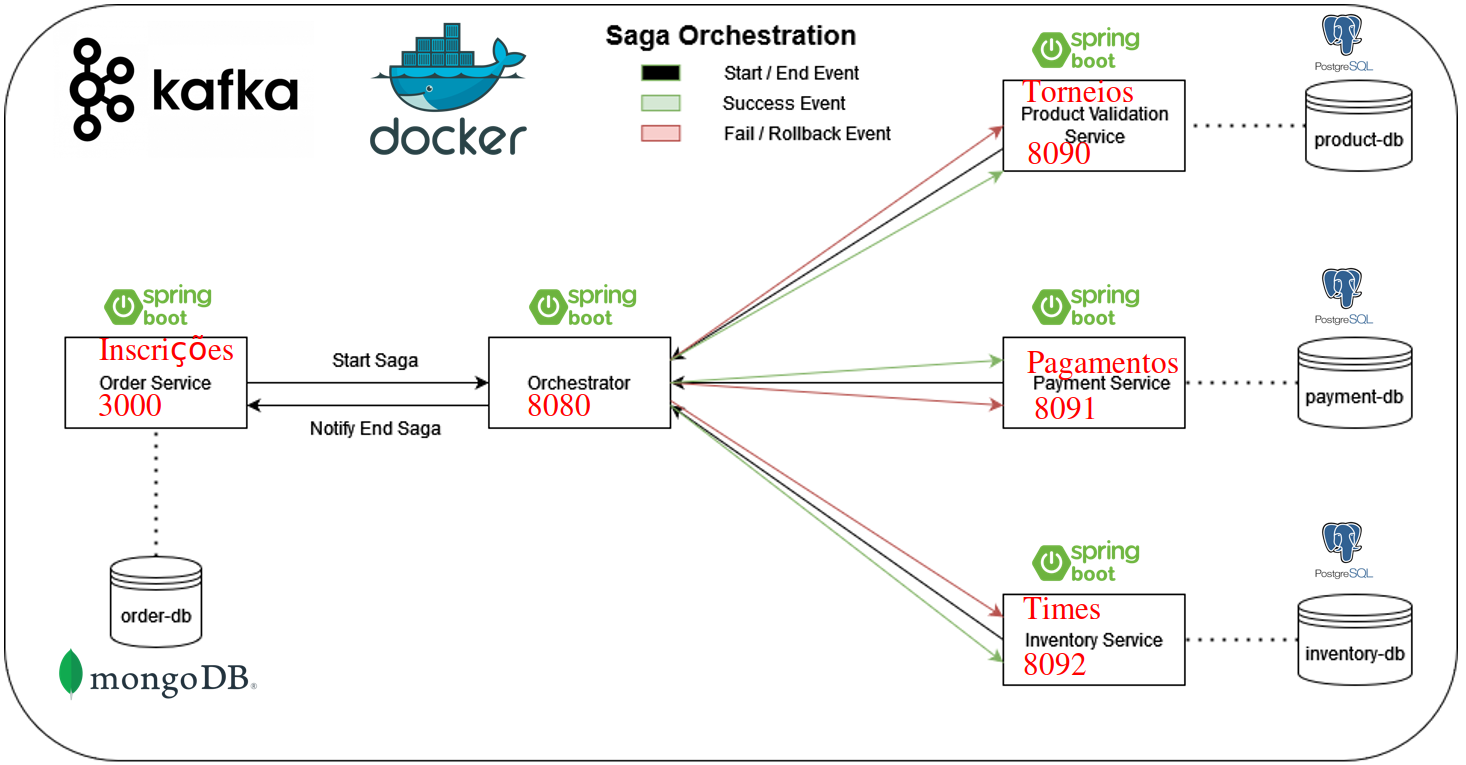 kafka
docker
Saga Orchestration
Start / End Event
Success Event
Fail / Rollback Event
spring
boot
PostgreSQL
Torneios
Product Validation
Service
8090
product-db
spring
boot
Inscrições
Order Service
3000
Start Saga
Notify End Saga
spring
boot
Orchestrator
8080
spring
boot
PostgreSQL
Pagamentos
Payment Service
8091
payment-db
order-db
mongoDB®
spring
boot
PostgreSQL
Times
Inventory Service
8092
inventory-db